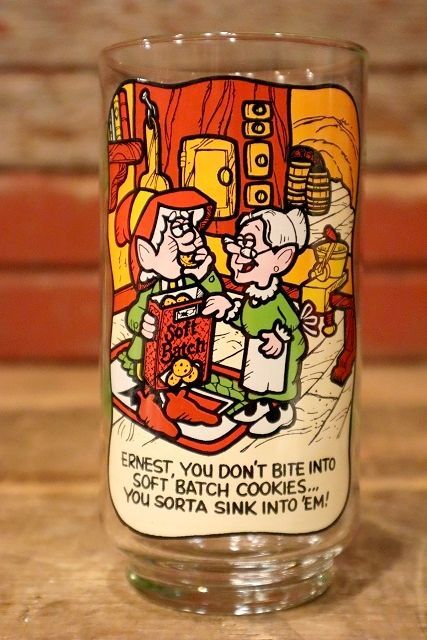 Soft
Batch
ERNEST, YOU DON'T BITE INTO
SOFT BATCH COOKIES...
YOU SORTA SINK INTO 'EM!